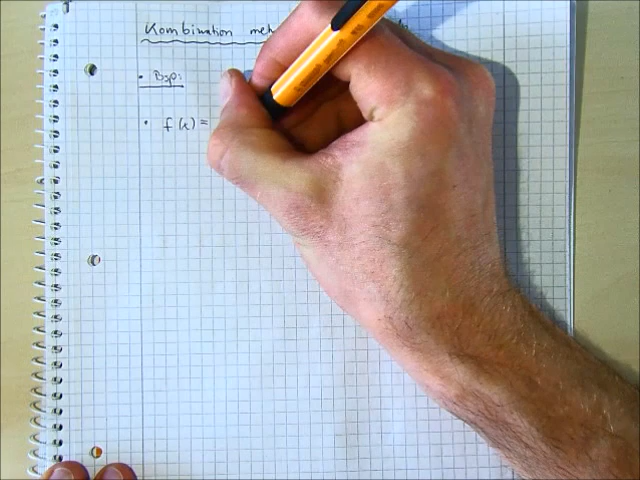 Kombination meh
• Bsp:
• f(x) =